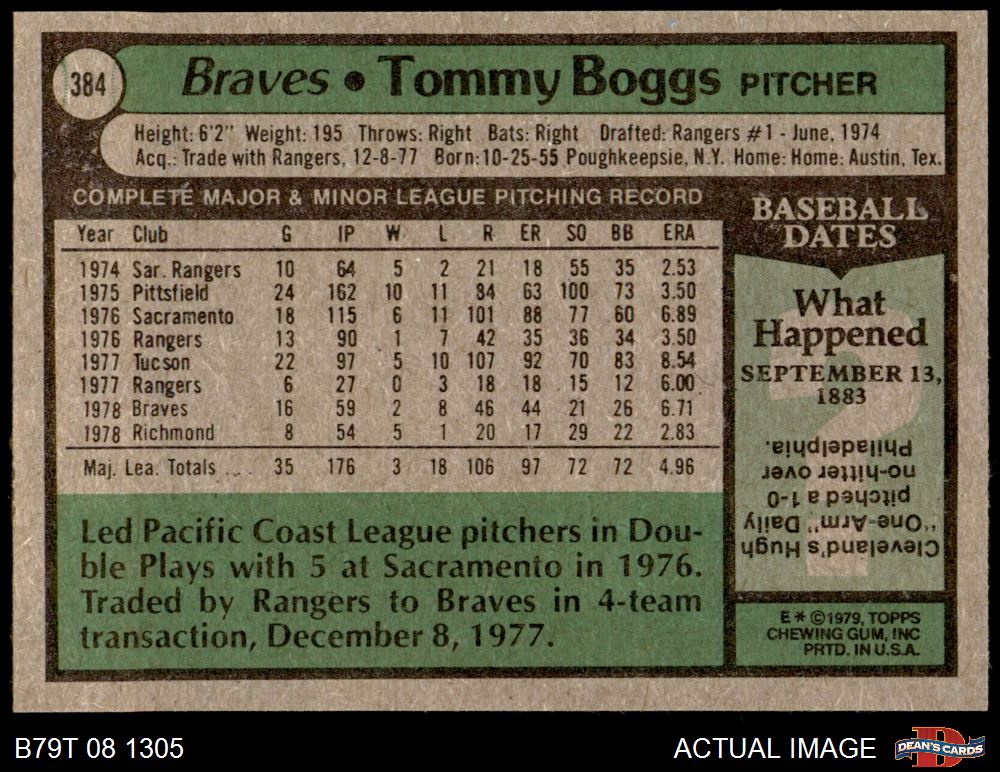 384 Braves • Tommy Boggs PITCHER
Height: 6'2" Weight: 195 Throws: Right Bats: Right Drafted: Rangers #1 - June, 1974
Acq.: Trade with Rangers, 12-8-77 Born: 10-25-55 Poughkeepsie, N.Y. Home: Home: Austin, Tex.
COMPLETE MAJOR & MINOR LEAGUE PITCHING RECORD
Year Club G IP W L R ER SO BB ERA
1974 Sar. Rangers 10 64 5 2 21 18 55 35 2.53
1975 Pittsfield 24 162 10 11 84 63 100 73 3.50
1976 Sacramento 18 115 6 11 101 88 77 60 6.89
1976 Rangers 13 90 1 7 42 35 36 34 3.50
1977 Tucson 22 97 5 10 107 92 70 83 8.54
1977 Rangers 6 27 0 3 18 18 15 12 6.00
1978 Braves 16 59 2 8 46 44 21 26 6.71
1978 Richmond 8 54 5 1 20 17 29 22 2.83
Maj. Lea. Totals ... 35 176 3 18 106 97 72 72 4.96
Led Pacific Coast League pitchers in Dou-
ble Plays with 5 at Sacramento in 1976.
Traded by Rangers to Braves in 4-team
transaction, December 8, 1977.
BASEBALL
DATES
What
Happened
SEPTEMBER 13,
1883
Cleveland's Hugh
"One-Arm" Daily
pitched a 1-0
no-hitter over
Philadelphia.
E * ©1979, TOPPS
CHEWING GUM, INC
PRTD. IN U.S.A.
B79T 08 1305
ACTUAL IMAGE
DEAN'S CARDS